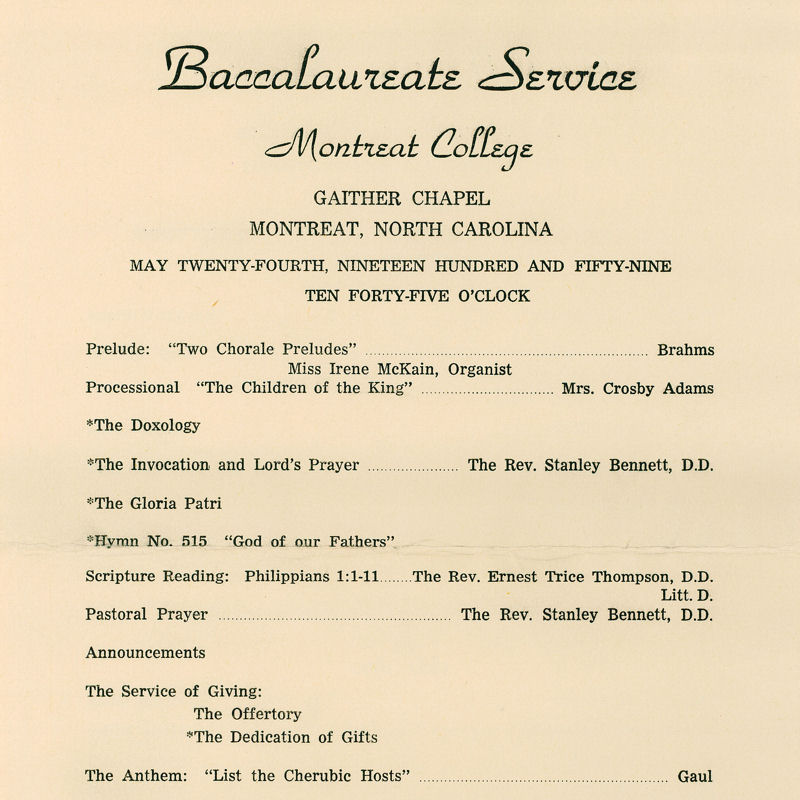 Baccalaureate Service
Montreat College
GAITHER CHAPEL
MONTREAT, NORTH CAROLINA
MAY TWENTY-FOURTH, NINETEEN HUNDRED AND FIFTY-NINE
TEN FORTY-FIVE O'CLOCK
Prelude: "Two Chorale Preludes" ........ Brahms
Miss Irene McKain, Organist
Processional "The Children of the King" ........ Mrs. Crosby Adams
*The Doxology
*The Invocation and Lord's Prayer ........ The Rev. Stanley Bennett, D.D.
*The Gloria Patri
*Hymn No. 515 "God of our Fathers"
Scripture Reading: Philippians 1:1-11........The Rev. Ernest Trice Thompson, D.D.
Litt. D.
Pastoral Prayer ........ The Rev. Stanley Bennett, D.D.
Announcements
The Service of Giving:
The Offertory
*The Dedication of Gifts
The Anthem: "List the Cherubic Hosts" ........ Gaul